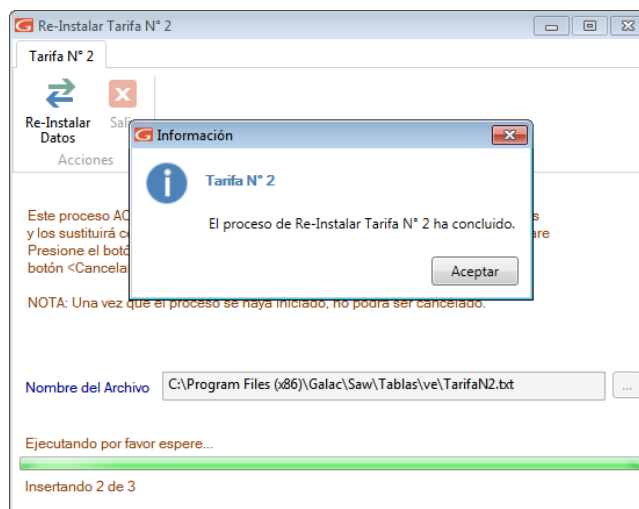 Re-Instalar Tarifa N° 2
Tarifa N° 2
Re-Instalar
Datos
Acciones
Información
Tarifa N° 2
El proceso de Re-Instalar Tarifa N° 2 ha concluido.
Aceptar
Este proceso
y los sustituirá
Presione el
botón
NOTA: Una vez que el proceso se haya iniciado, no podrá ser cancelado.
Nombre del Archivo
C:\Program Files (x86)\Galac\Saw\Tablas\ve\TarifaN2.txt
...
Ejecutando por favor espere...
Insertando 2 de 3